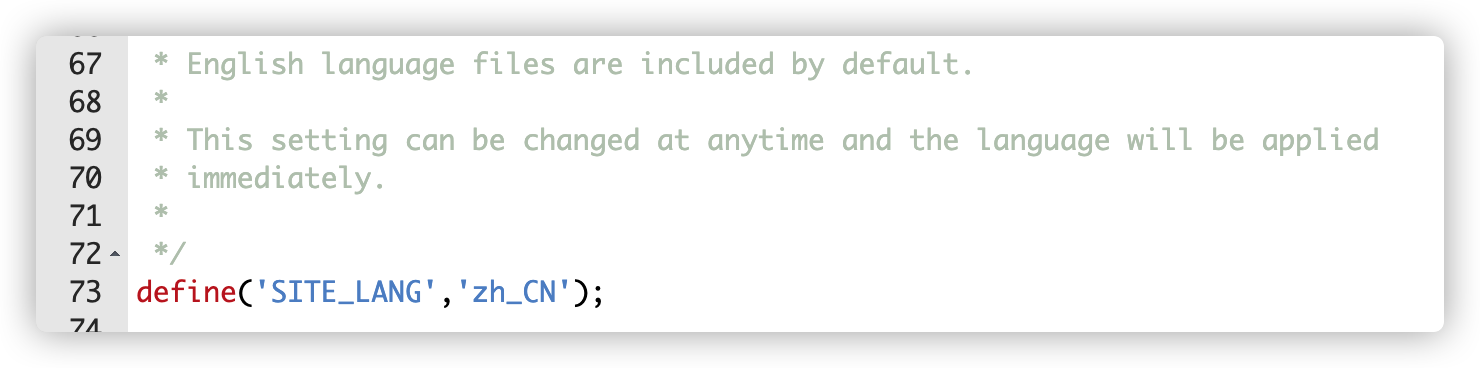 67 * English language files are included by default.
68 *
69 * This setting can be changed at anytime and the language will be applied
70 * immediately.
71 *
72 */
73 define('SITE_LANG','zh_CN');
74